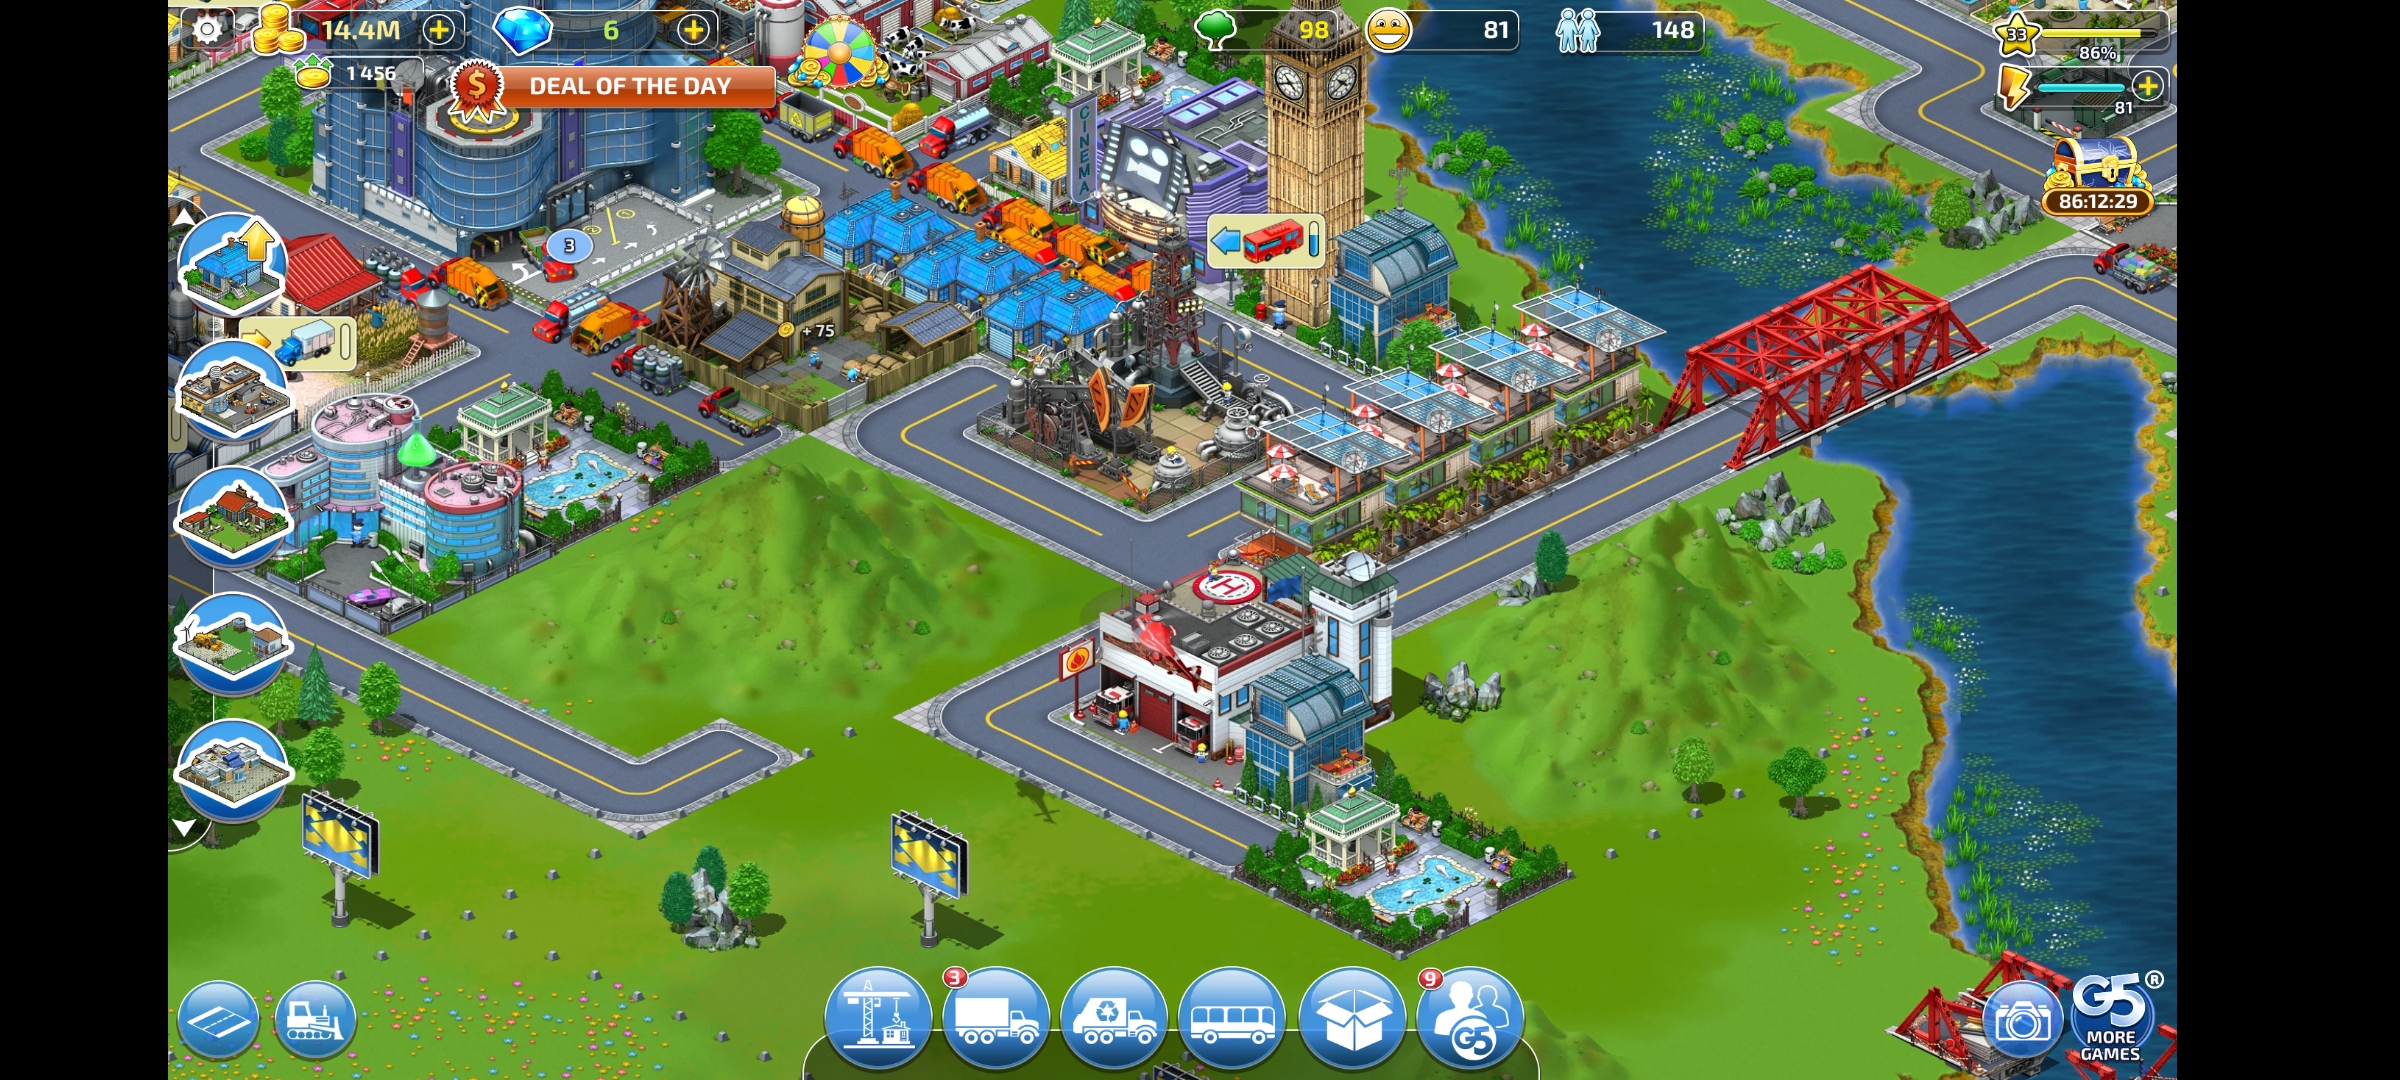 14.4M
6
98
81
148
33
86%
1 456
DEAL OF THE DAY
81
CINEMA
86:12:29
3
+ 75
H
3
9
G5
G5®
MORE
GAMES